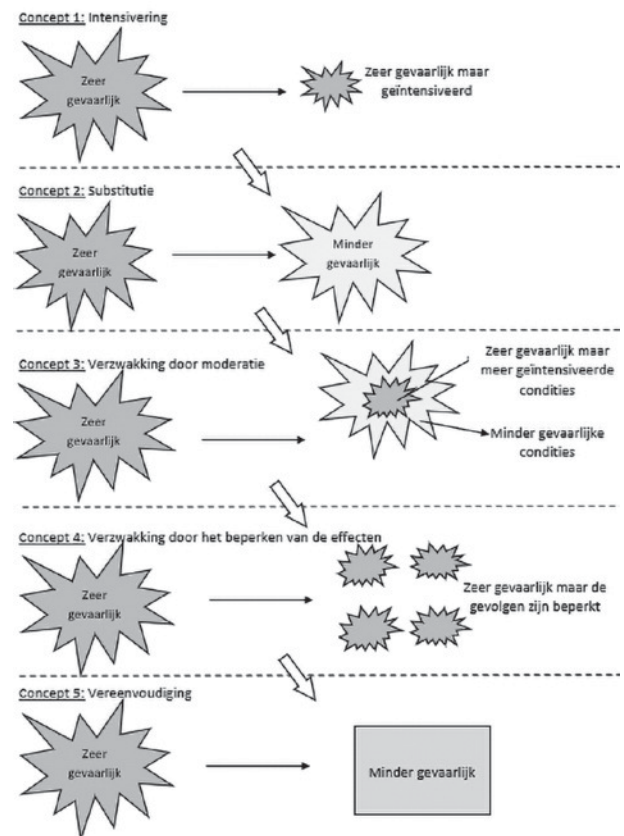 Concept 1: Intensivering
Zeer
gevaarlijk
Zeer gevaarlijk maar
geïntensiveerd
Concept 2: Substitutie
Zeer
gevaarlijk
Minder
gevaarlijk
Concept 3: Verzwakking door moderatie
Zeer
gevaarlijk
Zeer gevaarlijk maar
meer geïntensiveerde
condities
Minder gevaarlijke
condities
Concept 4: Verzwakking door het beperken van de effecten
Zeer
gevaarlijk
Zeer gevaarlijk maar de
gevolgen zijn beperkt
Concept 5: Vereenvoudiging
Zeer
gevaarlijk
Minder gevaarlijk